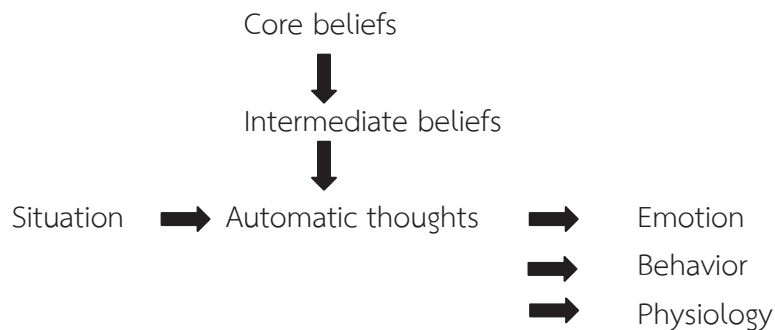 Core beliefs
Intermediate beliefs
Situation Automatic thoughts Emotion
Behavior
Physiology